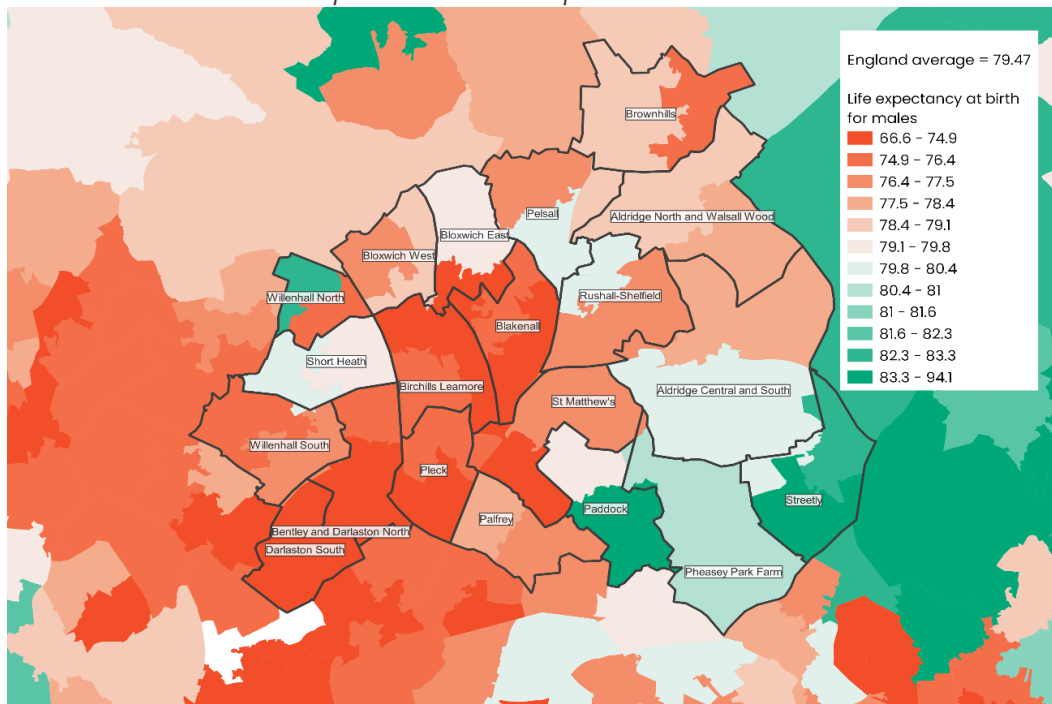 England average = 79.47
Life expectancy at birth
for males
66.6 - 74.9
74.9 - 76.4
76.4 - 77.5
77.5 - 78.4
78.4 - 79.1
79.1 - 79.8
79.8 - 80.4
80.4 - 81
81 - 81.6
81.6 - 82.3
82.3 - 83.3
83.3 - 94.1
Brownhills
Pelsall
Aldridge North and Walsall Wood
Bloxwich East
Bloxwich West
Willenhall North
Rushall-Shelfield
Blakenall
Short Heath
Birchills Leamore
Aldridge Central and South
St Matthew's
Willenhall South
Pleck
Streetly
Paddock
Palfrey
Bentley and Darlaston North
Darlaston South
Pheasey Park Farm